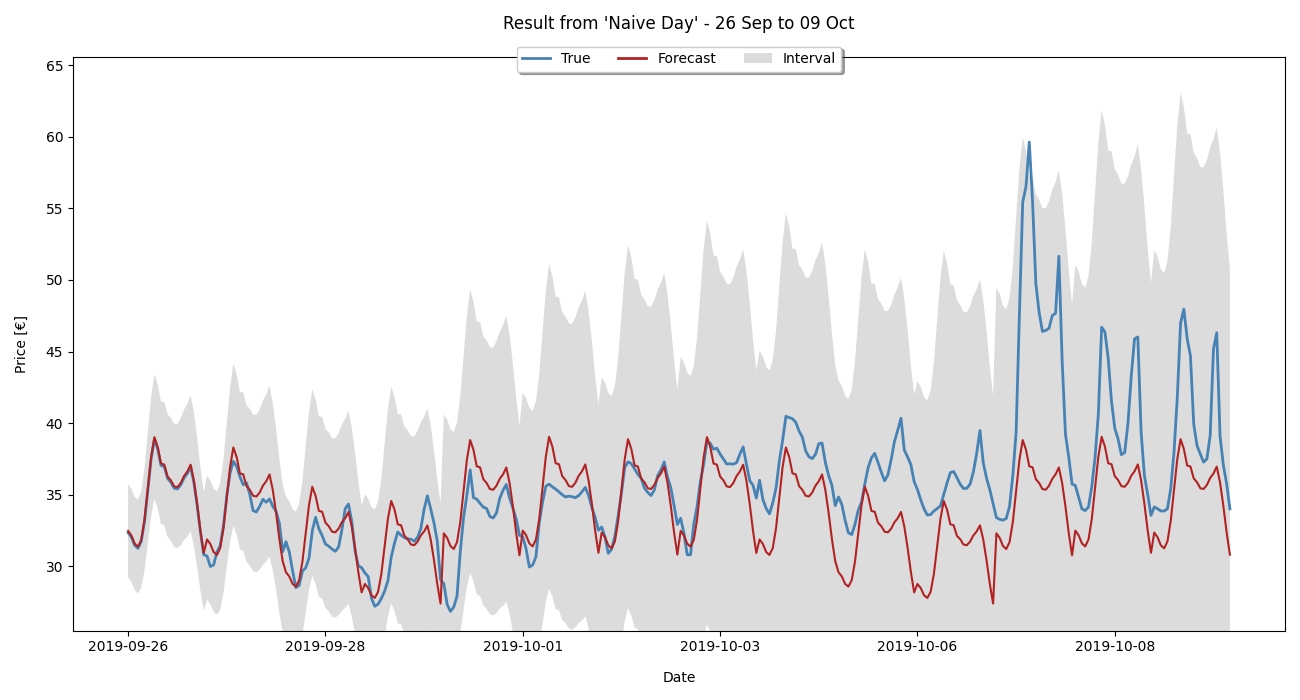 Result from 'Naive Day' - 26 Sep to 09 Oct
True Forecast Interval
65
60
55
50
45
40
35
30
Price [€]
2019-09-26 2019-09-28 2019-10-01 2019-10-03 2019-10-06 2019-10-08
Date